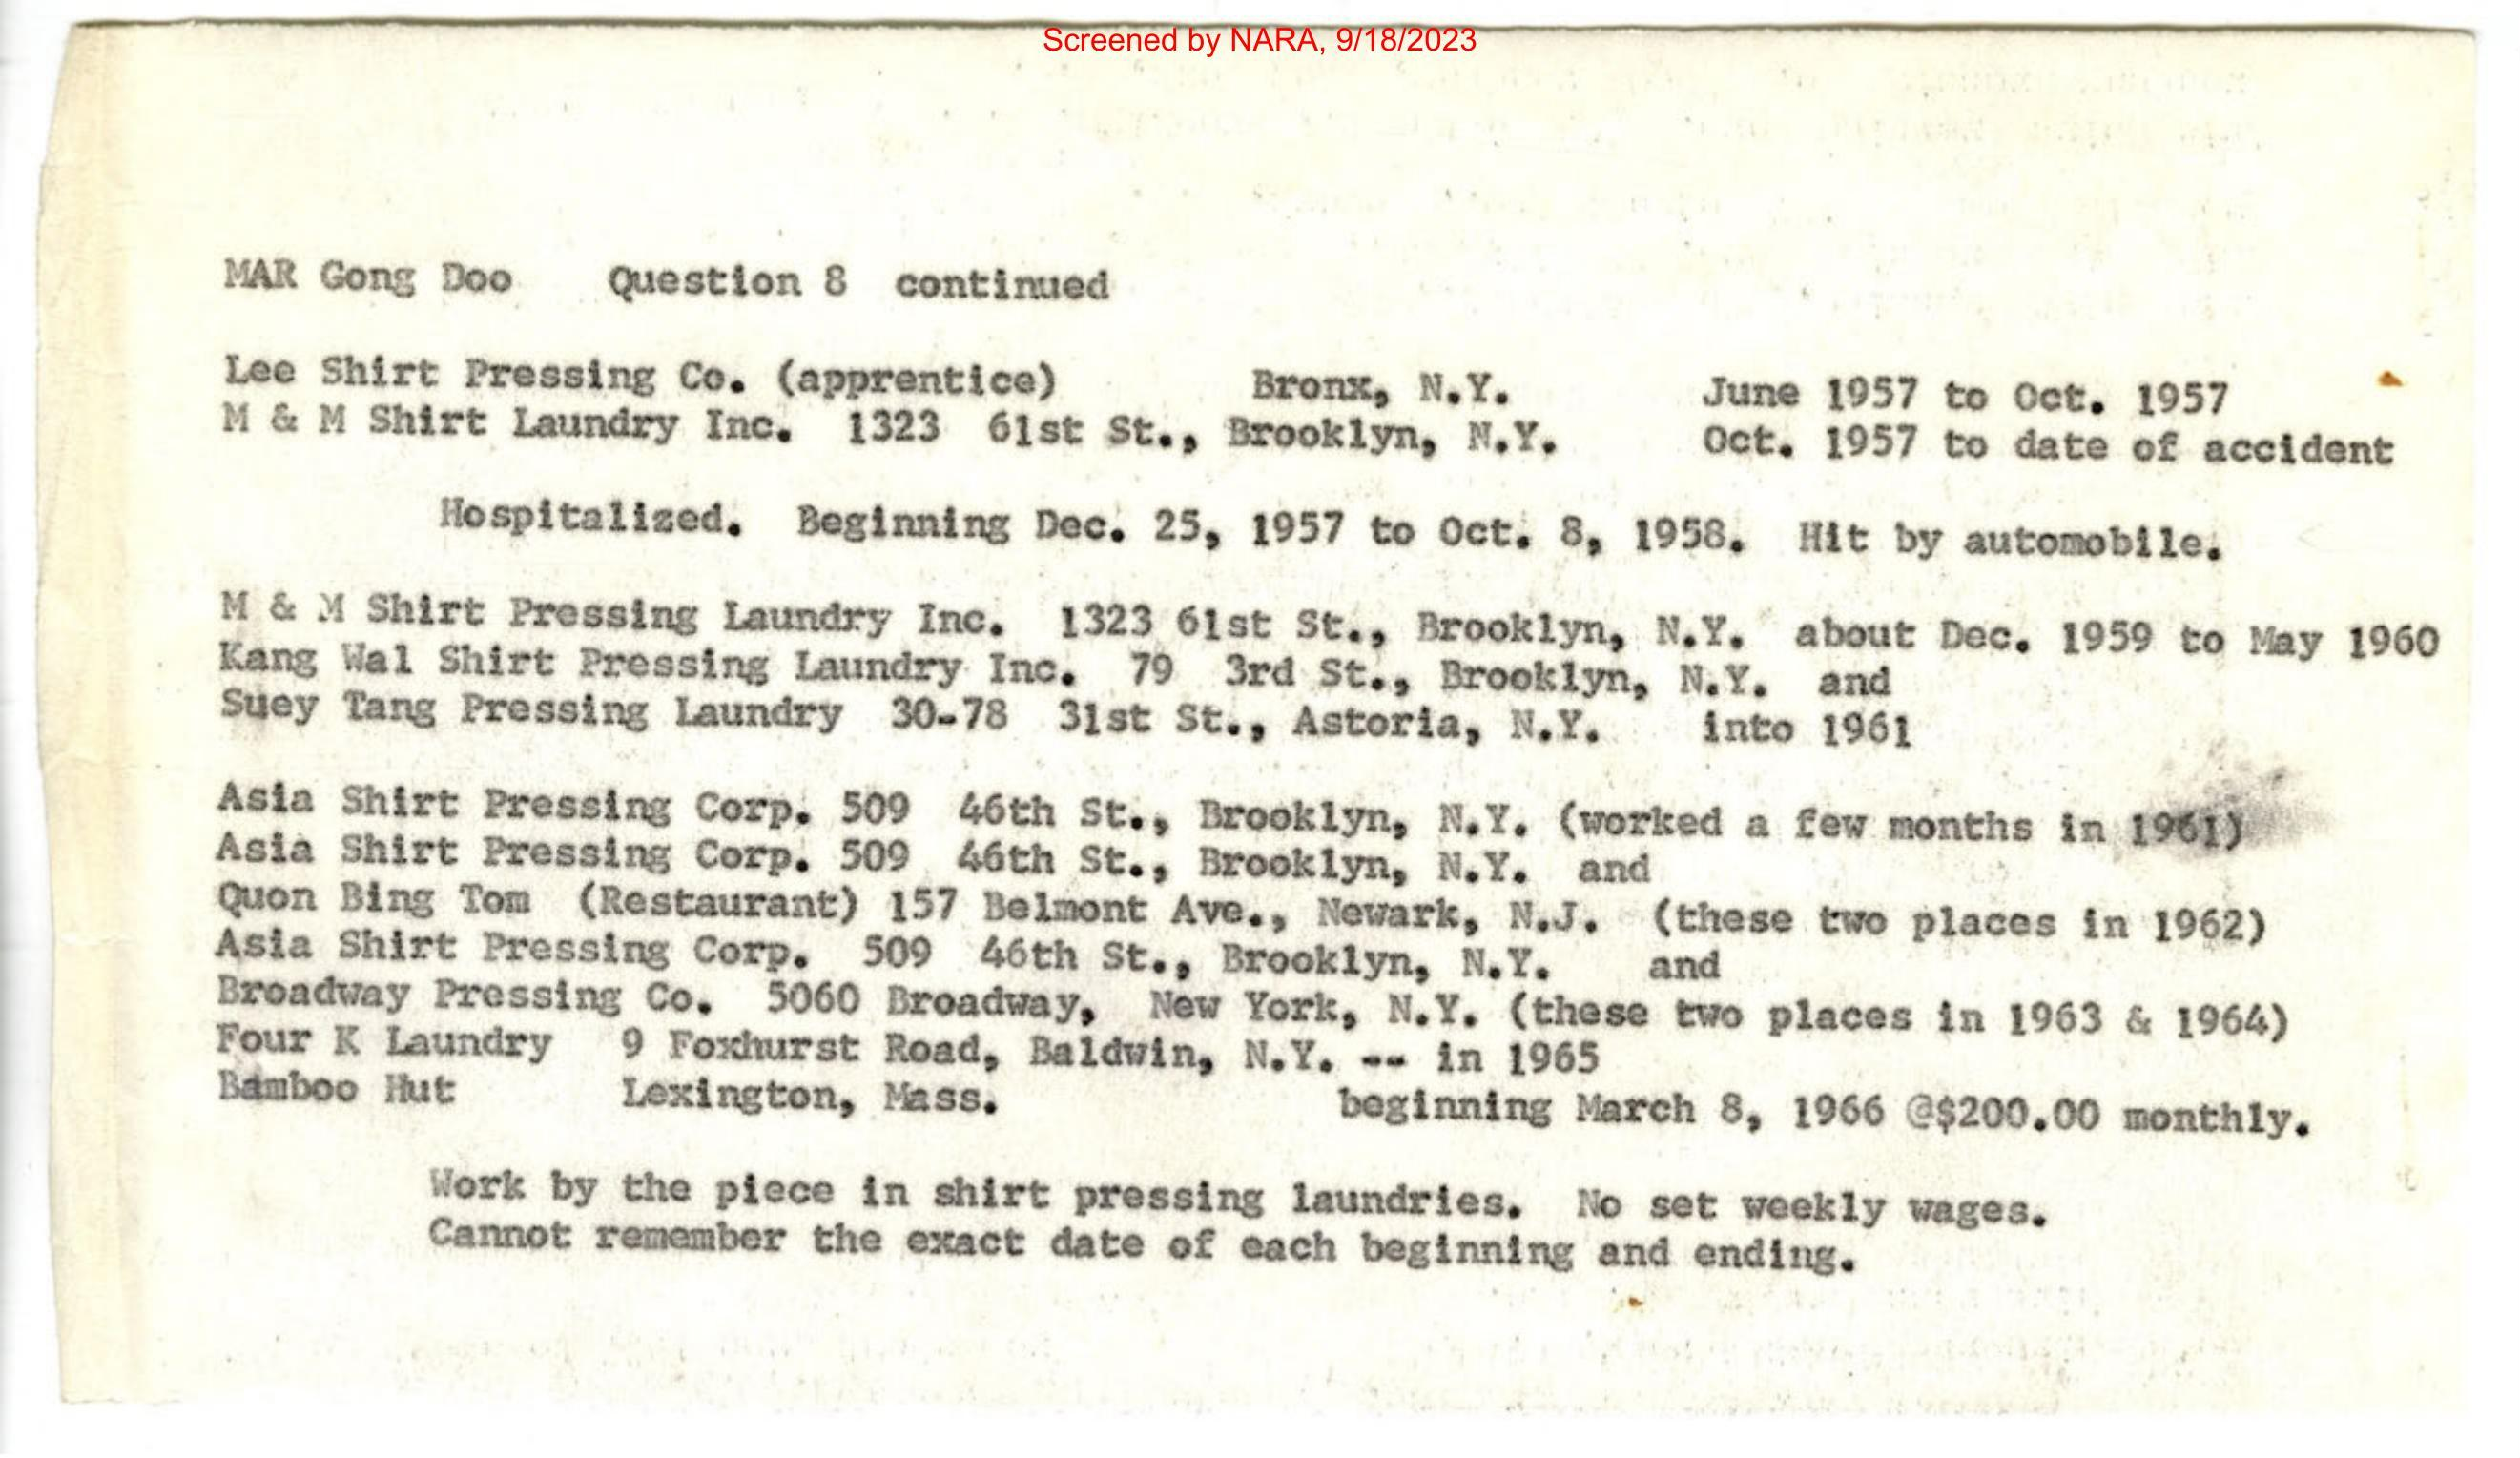 Screened by NARA, 9/18/2023
MAR Gong Doo Question 8 continued
Lee Shirt Pressing Co. (apprentice) Bronx, N.Y. June 1957 to Oct. 1957
M & M Shirt Laundry Inc. 1323 61st St., Brooklyn, N.Y. Oct. 1957 to date of accident
Hospitalized. Beginning Dec. 25, 1957 to Oct. 8, 1958. Hit by automobile.
M & M Shirt Pressing Laundry Inc. 1323 61st St., Brooklyn, N.Y. about Dec. 1959 to May 1960
Kang Wal Shirt Pressing Laundry Inc. 79 3rd St., Brooklyn, N.Y. and
Suey Tang Pressing Laundry 30-78 31st St., Astoria, N.Y. into 1961
Asia Shirt Pressing Corp. 509 46th St., Brooklyn, N.Y. (worked a few months in 1961)
Asia Shirt Pressing Corp. 509 46th St., Brooklyn, N.Y. and
Quon Bing Tom (Restaurant) 157 Belmont Ave., Newark, N.J. (these two places in 1962)
Asia Shirt Pressing Corp. 509 46th St., Brooklyn, N.Y. and
Broadway Pressing Co. 5060 Broadway, New York, N.Y. (these two places in 1963 & 1964)
Four K Laundry 9 Foxhurst Road, Baldwin, N.Y. -- in 1965
Bamboo Hut Lexington, Mass. beginning March 8, 1966 @$200.00 monthly.
Work by the piece in shirt pressing laundries. No set weekly wages.
Cannot remember the exact date of each beginning and ending.